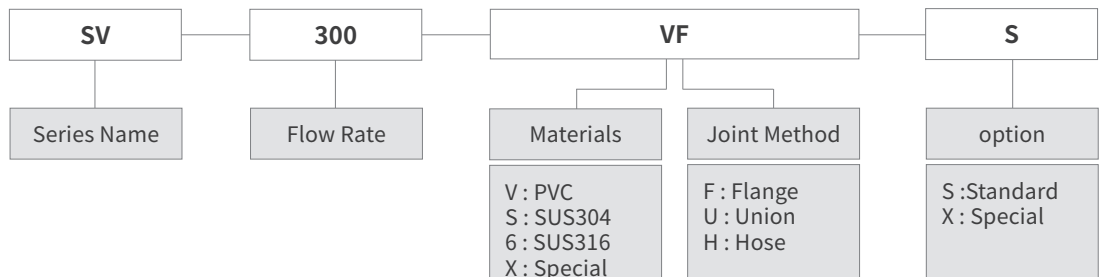 SV 300 VF S
Series Name Flow Rate Materials Joint Method option
V : PVC
S : SUS304
6 : SUS316
X : Special
F : Flange
U : Union
H : Hose
S :Standard
X : Special